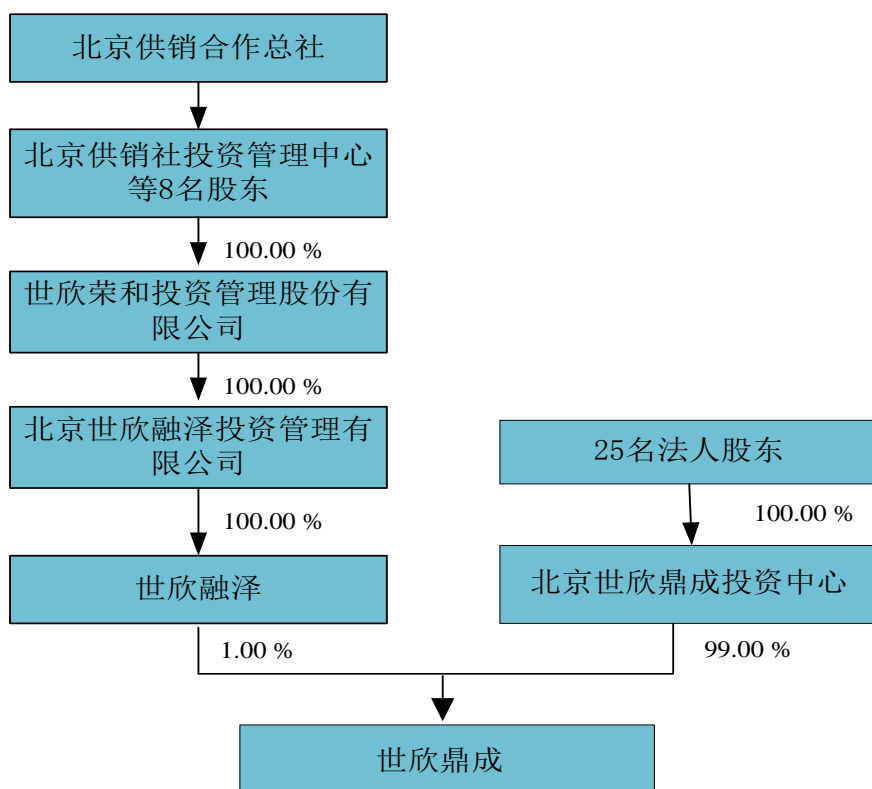 北京供销合作总社
北京供销社投资管理中心
等8名股东
100.00 %
世欣荣和投资管理股份有
限公司
100.00 %
北京世欣融泽投资管理有
限公司
25名法人股东
100.00 %
100.00 %
世欣融泽
北京世欣鼎成投资中心
1.00 %
99.00 %
世欣鼎成